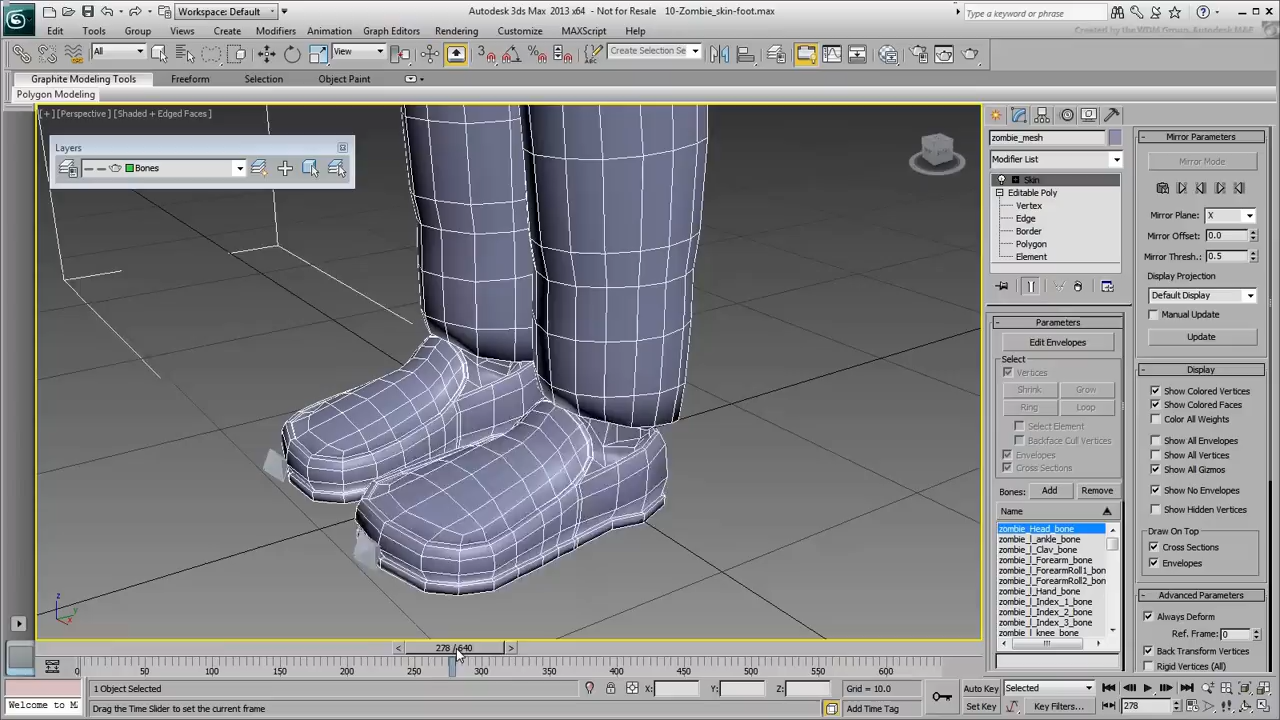 Workspace: Default
Autodesk 3ds Max 2013 x64 - Not for Resale 10-Zombie_skin-foot.max
Type a keyword or phrase
Edit Tools Group Views Create Modifiers Animation Graph Editors Rendering Customize MAXScript Help
All
View
Create Selection Se
Graphite Modeling Tools Freeform Selection Object Paint
Polygon Modeling
[ + ] [Perspective ] [Shaded + Edged Faces ]
Layers
Bones
zombie_mesh
Modifier List
Skin
Editable Poly
Vertex
Edge
Border
Polygon
Element
Parameters
Edit Envelopes
Select
Vertices
Shrink Grow
Ring Loop
Select Element
Backface Cull Vertices
Envelopes
Cross Sections
Bones: Add Remove
Name
zombie_Head_bone
zombie_l_ankle_bone
zombie_l_Clav_bone
zombie_l_Forearm_bone
zombie_l_ForearmRoll1_bon
zombie_l_ForearmRoll2_bon
zombie_l_Hand_bone
zombie_l_Index_1_bone
zombie_l_Index_2_bone
zombie_l_Index_3_bone
zombie_l_knee_bone
Mirror Parameters
Mirror Mode
Mirror Plane: X
Mirror Offset: 0.0
Mirror Thresh.: 0.5
Display Projection
Default Display
Manual Update
Update
Display
Show Colored Vertices
Show Colored Faces
Color All Weights
Show All Envelopes
Show All Vertices
Show All Gizmos
Show No Envelopes
Show Hidden Vertices
Draw On Top
Cross Sections
Envelopes
Advanced Parameters
Always Deform
Ref. Frame: 0
Back Transform Vertices
Rigid Vertices (All)
x
y
z
< 278 / 640 >
0 50 100 150 200 250 300 350 400 450 500 550 600
1 Object Selected X: Y: Z: Grid = 10.0 Auto Key Selected
Welcome to M Drag the Time Slider to set the current frame Add Time Tag Set Key Key Filters... 278